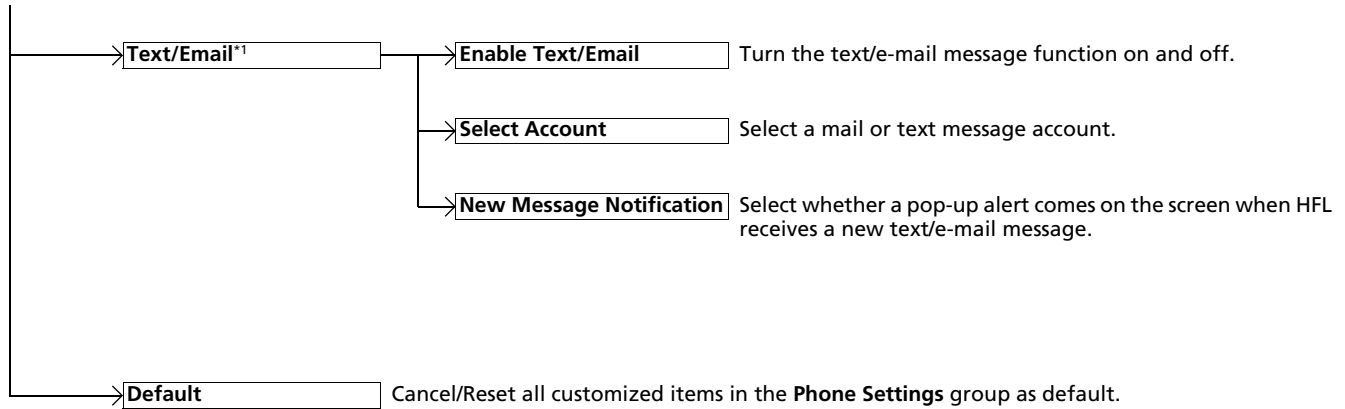 Text/Email*1
Enable Text/Email
Turn the text/e-mail message function on and off.
Select Account
Select a mail or text message account.
New Message Notification
Select whether a pop-up alert comes on the screen when HFL
receives a new text/e-mail message.
Default
Cancel/Reset all customized items in the Phone Settings group as default.